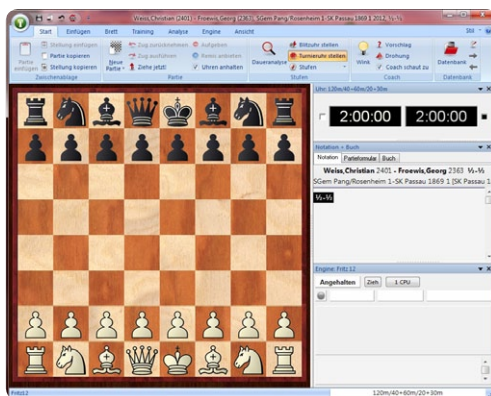 Weiss,Christian (2401) - Froewis,Georg (2363) SGem Pang/Rosenheim 1-SK Passau 1869 1 2012 ½-½
Start Einfügen Brett Training Analyse Engine Ansicht
Stellung einfügen
Partie kopieren
Stellung kopieren
Partie einfügen
Zwischenablage
Neue Partie
Zug zurücknehmen
Zug ausführen
Ziehe jetzt!
Aufgeben
Remis anbieten
Uhren anhalten
Partie
Daueranalyse
Blitzuhr stellen
Turnieruhr stellen
Stufen
Stufen
Wink
Vorschlag
Drohung
Coach schaut zu
Coach
Datenbank
Datenbank
Uhr: 120m/40+60m/20+30m
2:00:00 2:00:00
Notation + Buch
Notation Partieformular Buch
Weiss,Christian 2401 - Froewis,Georg 2363 ½-½
SGem Pang/Rosenheim 1-SK Passau 1869 1 [SK Passau 1
½-½
Engine: Fritz 12
Angehalten Zieh 1 CPU
Fritz12
120m/40+60m/20+30m